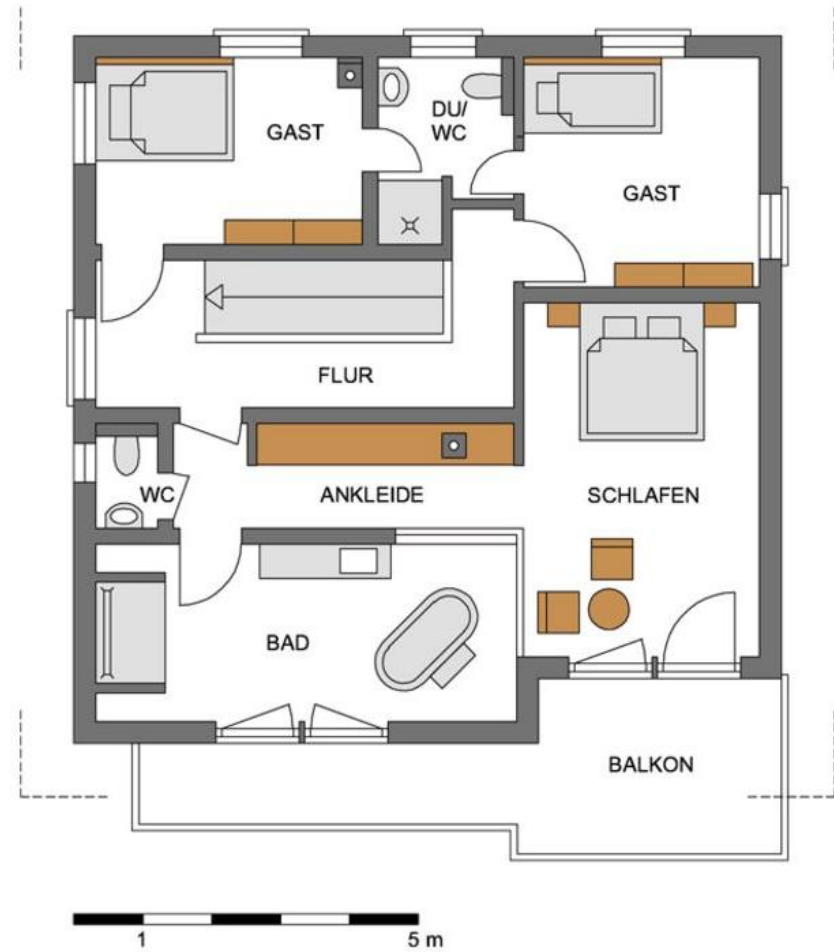 GAST
DU/
WC
GAST
FLUR
WC
ANKLEIDE
SCHLAFEN
BAD
BALKON
1
5 m